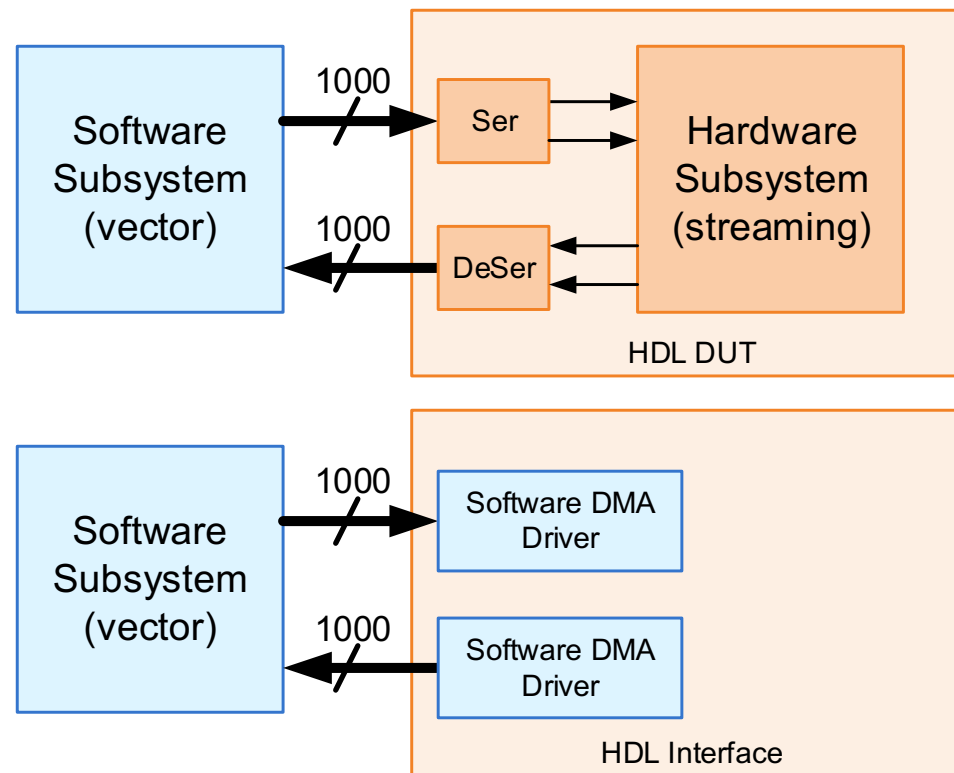 Software
Subsystem
(vector)
1000
1000
Ser
DeSer
Hardware
Subsystem
(streaming)
HDL DUT
Software
Subsystem
(vector)
1000
1000
Software DMA
Driver
Software DMA
Driver
HDL Interface